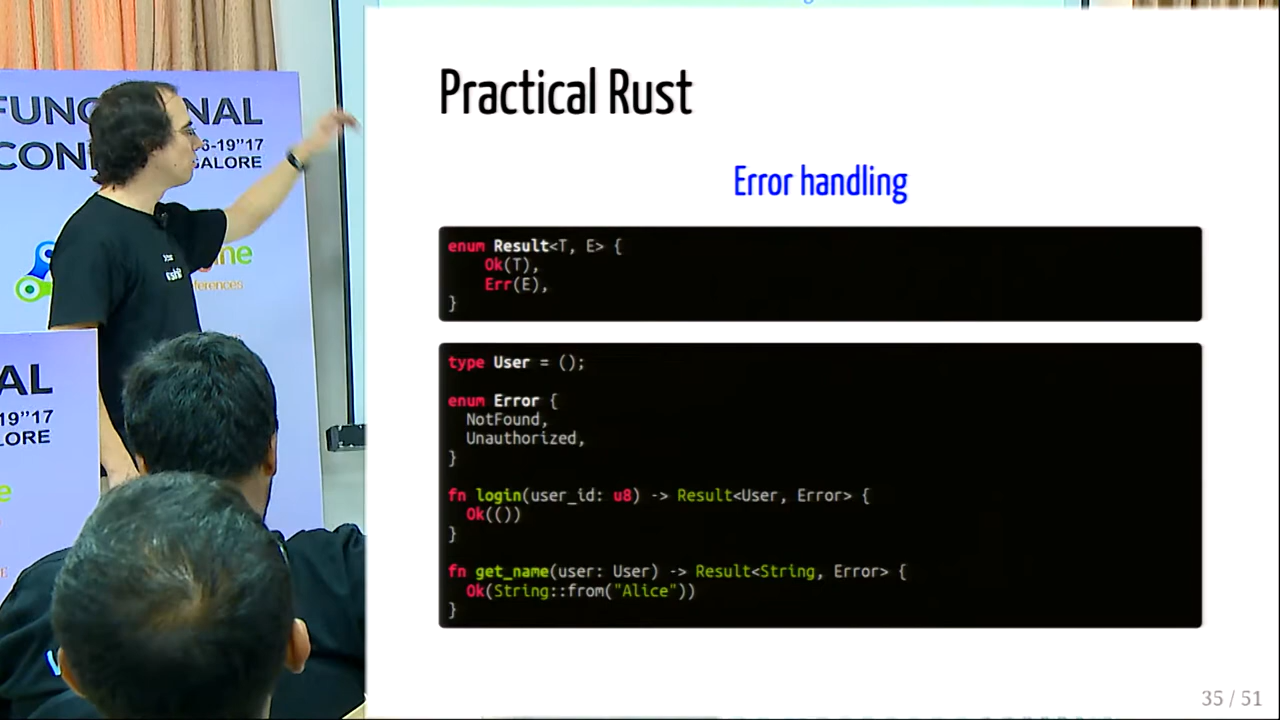 FUNC NAL
CON 6-19"17
GALORE
ne
ferences
AL
19"17
LORE
e
Practical Rust
Error handling
enum Result<T, E> {
    Ok(T),
    Err(E),
}
type User = ();
enum Error {
  NotFound,
  Unauthorized,
}
fn login(user_id: u8) -> Result<User, Error> {
  Ok(())
}
fn get_name(user: User) -> Result<String, Error> {
  Ok(String::from("Alice"))
}
35 / 51